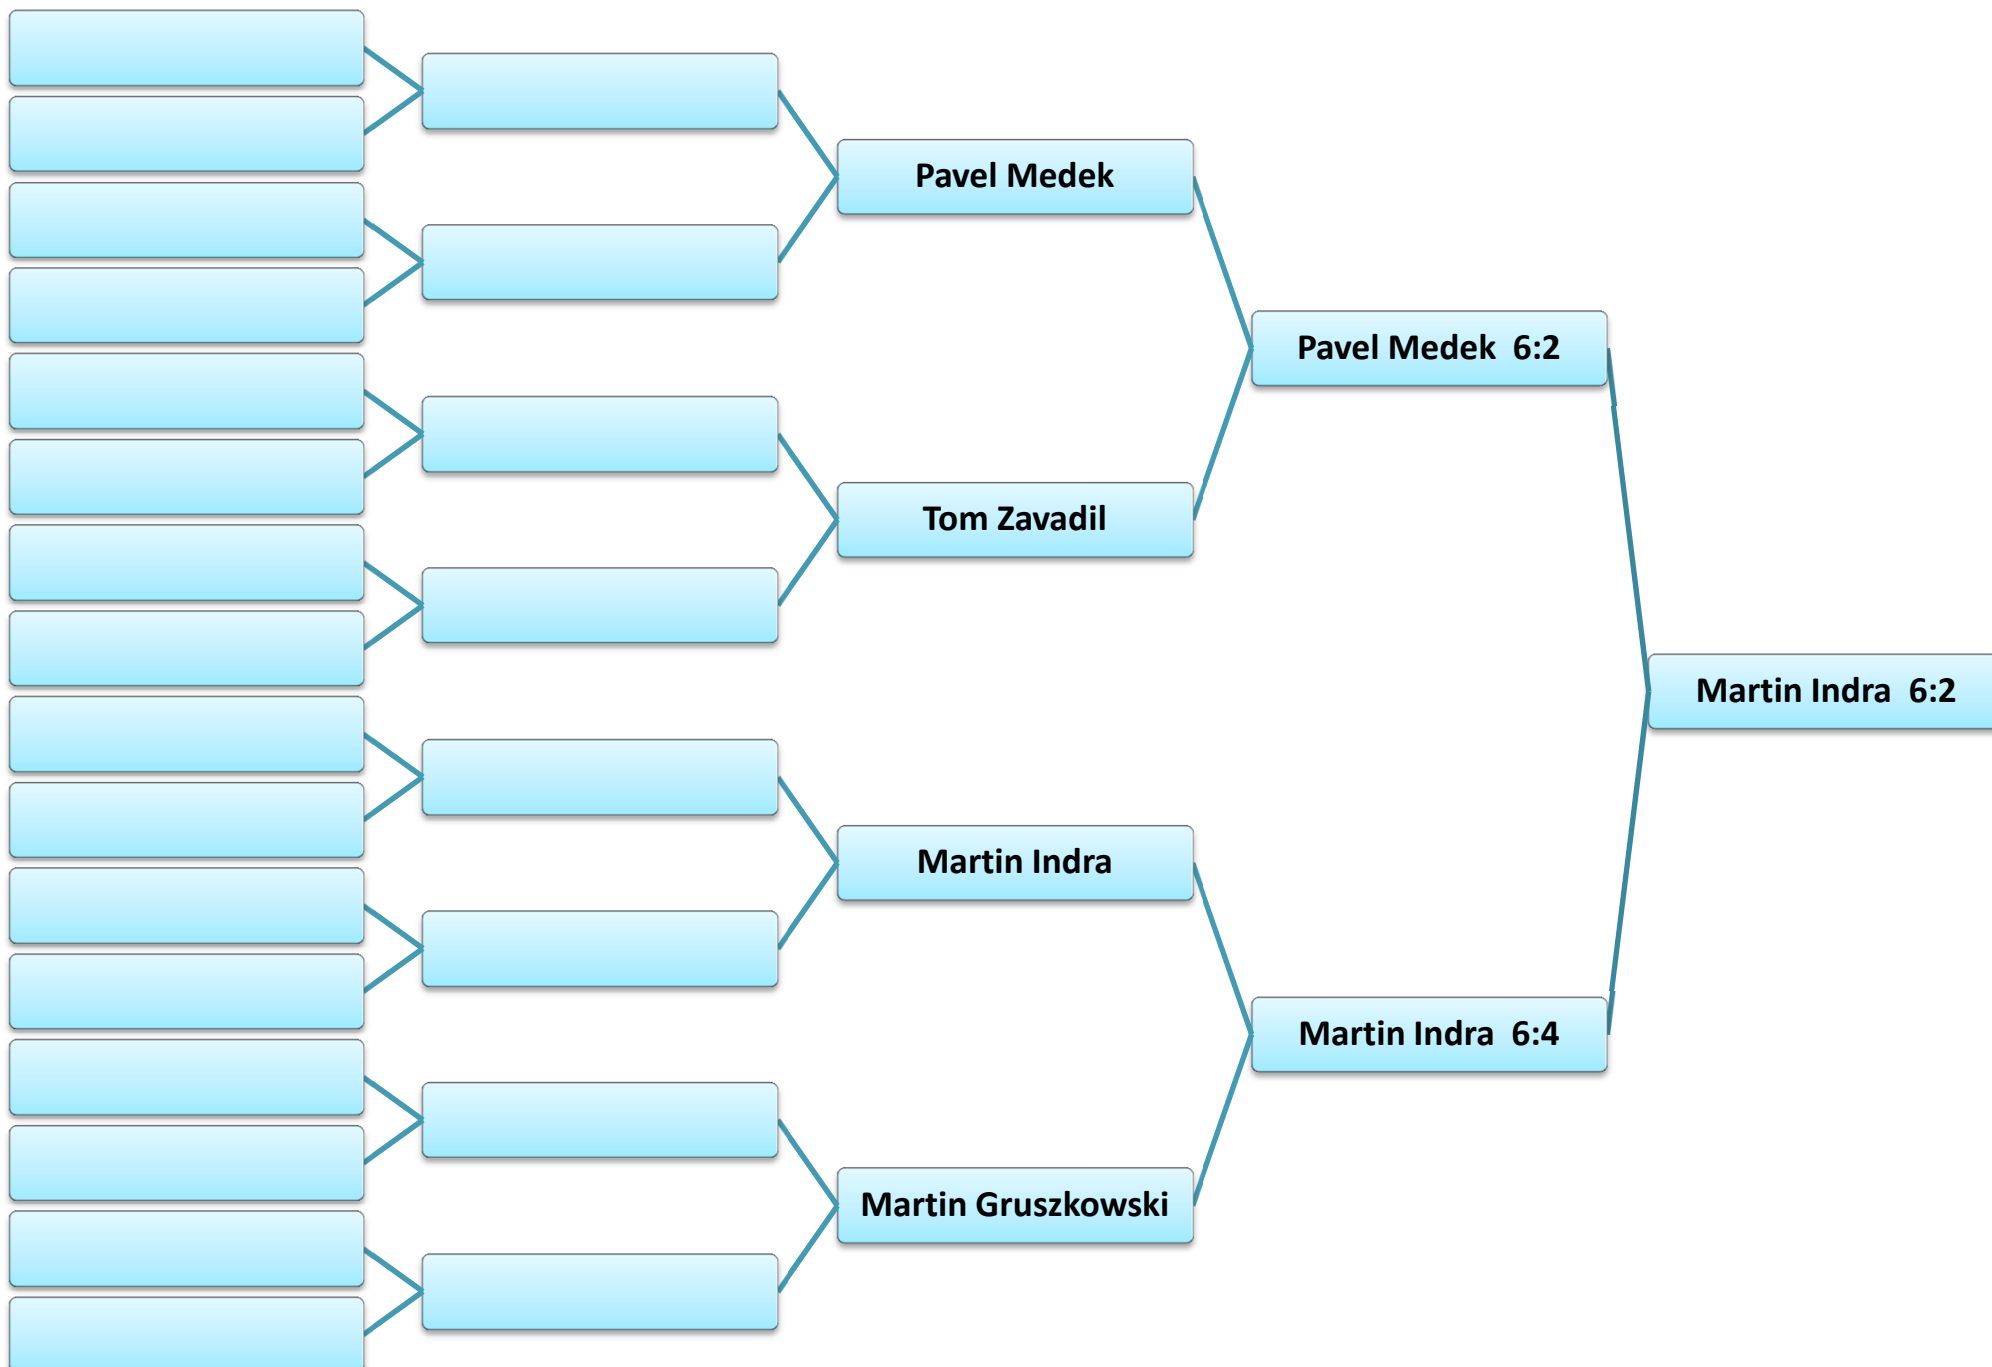 Pavel Medek
Pavel Medek  6:2
Tom Zavadil
Martin Indra  6:2
Martin Indra
Martin Indra  6:4
Martin Gruszkowski